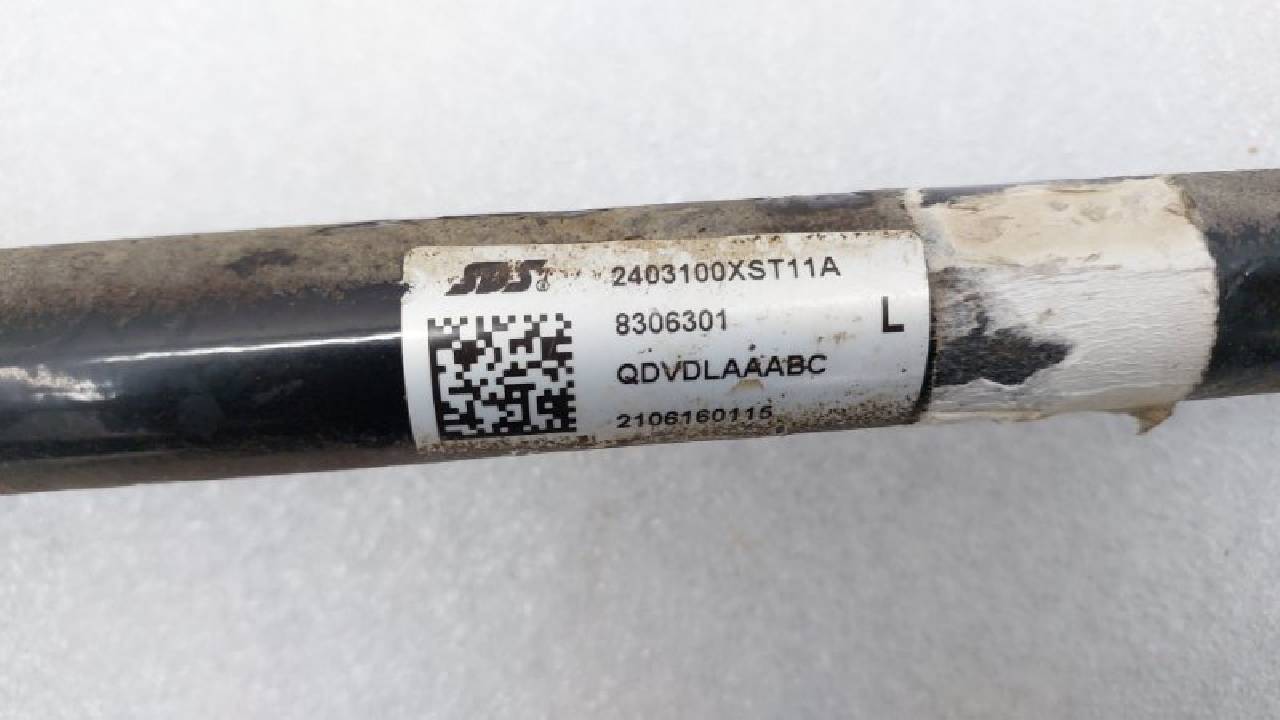 SDS
2403100XST11A
8306301
L
QDVDLAAABC
2106160115